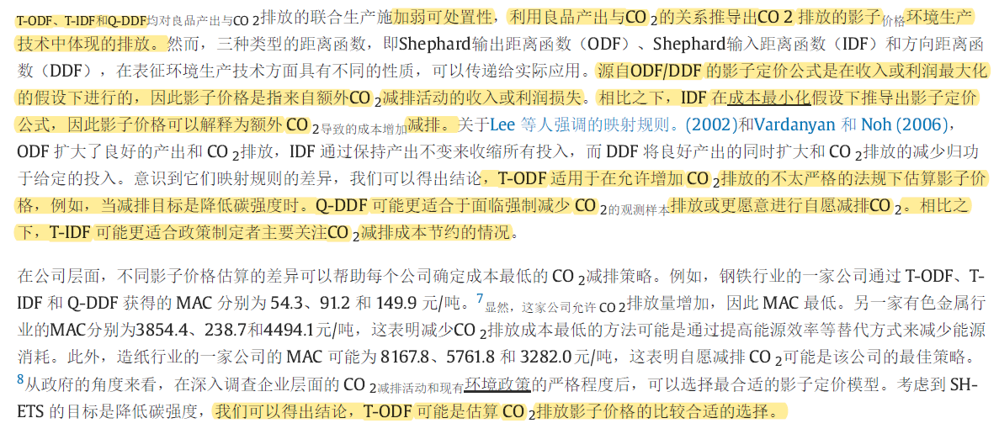 T-ODF、T-IDF和Q-DDF均对良品产出与CO 2排放的联合生产施加弱可处置性，利用良品产出与CO 2的关系推导出CO 2 排放的影子价格环境生产
技术中体现的排放。然而，三种类型的距离函数，即Shephard输出距离函数（ODF）、Shephard输入距离函数（IDF）和方向距离函
数（DDF），在表征环境生产技术方面具有不同的性质，可以传递给实际应用。源自ODF/DDF 的影子定价公式是在收入或利润最大化
的假设下进行的，因此影子价格是指来自额外CO 2减排活动的收入或利润损失。相比之下，IDF 在成本最小化假设下推导出影子定价
公式，因此影子价格可以解释为额外 CO 2导致的成本增加减排。关于Lee 等人强调的映射规则。(2002)和Vardanyan 和 Noh (2006)，
ODF 扩大了良好的产出和 CO 2排放，IDF 通过保持产出不变来收缩所有投入，而 DDF 将良好产出的同时扩大和 CO 2排放的减少归功
于给定的投入。意识到它们映射规则的差异，我们可以得出结论，T-ODF 适用于在允许增加 CO 2排放的不太严格的法规下估算影子价
格，例如，当减排目标是降低碳强度时。Q-DDF 可能更适合于面临强制减少 CO 2的观测样本排放或更愿意进行自愿减排CO 2。相比之
下，T-IDF 可能更适合政策制定者主要关注CO 2减排成本节约的情况。
在公司层面，不同影子价格估算的差异可以帮助每个公司确定成本最低的 CO 2减排策略。例如，钢铁行业的一家公司通过 T-ODF、T-
IDF 和 Q-DDF 获得的 MAC 分别为 54.3、91.2 和 149.9 元/吨。7显然，这家公司允许 CO 2排放量增加，因此 MAC 最低。另一家有色金属行
业的MAC分别为3854.4、238.7和4494.1元/吨，这表明减少CO 2排放成本最低的方法可能是通过提高能源效率等替代方式来减少能源
消耗。此外，造纸行业的一家公司的 MAC 可能为 8167.8、5761.8 和 3282.0 元/吨，这表明自愿减排 CO 2可能是该公司的最佳策略。
8从政府的角度来看，在深入调查企业层面的 CO 2减排活动和现有环境政策的严格程度后，可以选择最合适的影子定价模型。考虑到 SH-
ETS 的目标是降低碳强度，我们可以得出结论，T-ODF 可能是估算 CO 2排放影子价格的比较合适的选择。